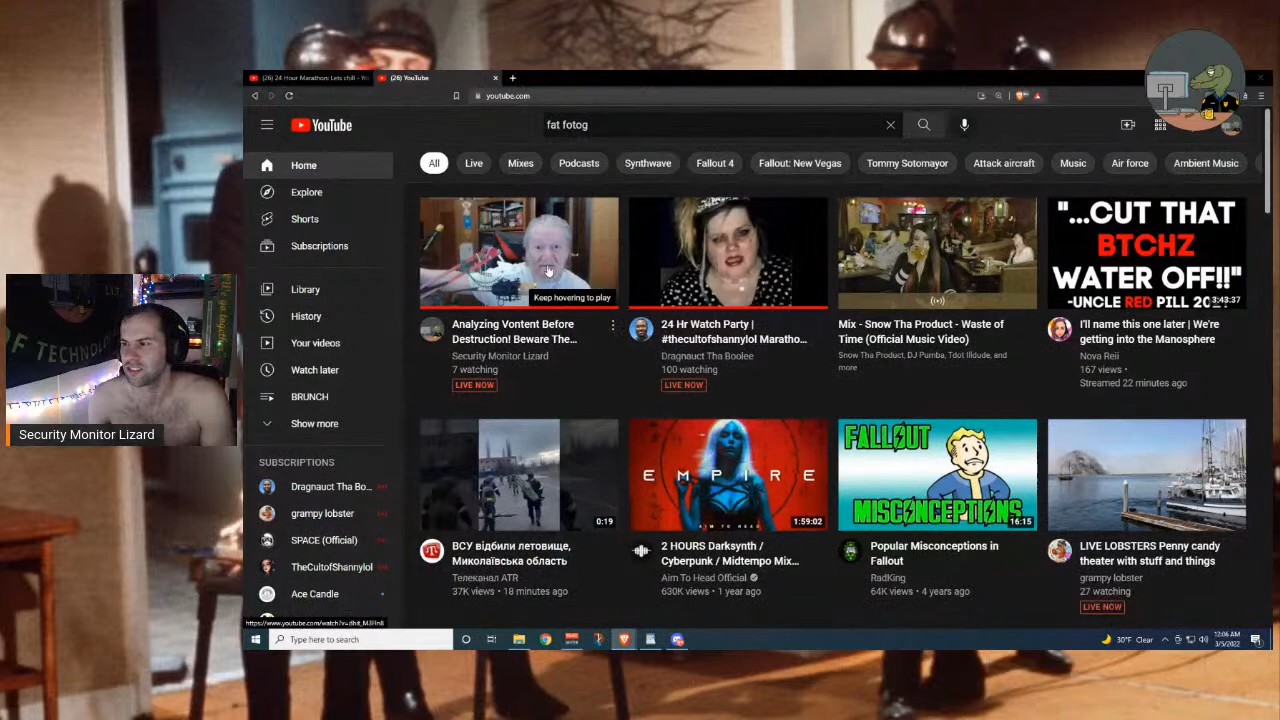 (26) 24 Hour Marathon: Lets chill - Yo
(26) YouTube
youtube.com
YouTube
fat fotog
All
Live
Mixes
Podcasts
Synthwave
Fallout 4
Fallout: New Vegas
Tommy Sotomayor
Attack aircraft
Music
Air force
Ambient Music
Home
Explore
Shorts
Subscriptions
Library
History
Your videos
Watch later
BRUNCH
Show more
SUBSCRIPTIONS
Dragnauct Tha Bo...
grampy lobster
SPACE (Official)
TheCultofShannylol
Ace Candle
Keep hovering to play
Analyzing Vontent Before
Destruction! Beware The...
Security Monitor Lizard
7 watching
LIVE NOW
24 Hr Watch Party |
#thecultofshannylol Maratho...
Dragnauct Tha Boolee
100 watching
LIVE NOW
Mix - Snow Tha Product - Waste of
Time (Official Music Video)
Snow Tha Product, DJ Pumba, Tdot Illdude, and
more
"...CUT THAT
BTCHZ
WATER OFF!!"
-UNCLE RED PILL 20
3:43:37
I'll name this one later | We're
getting into the Manosphere
Nova Reii
167 views •
Streamed 22 minutes ago
0:19
ВСУ відбили летовище,
Миколаївська область
Телеканал ATR
37K views • 18 minutes ago
EMPIRE
AIM TO HEAD
1:59:02
2 HOURS Darksynth /
Cyberpunk / Midtempo Mix...
Aim To Head Official
630K views • 1 year ago
FALLOUT
MISCONCEPTIONS
16:15
Popular Misconceptions in
Fallout
RadKing
64K views • 4 years ago
LIVE LOBSTERS Penny candy
theater with stuff and things
grampy lobster
27 watching
LIVE NOW
OF TECHNOLO
Security Monitor Lizard
Type here to search
30°F Clear
12:06 AM
3/5/2022